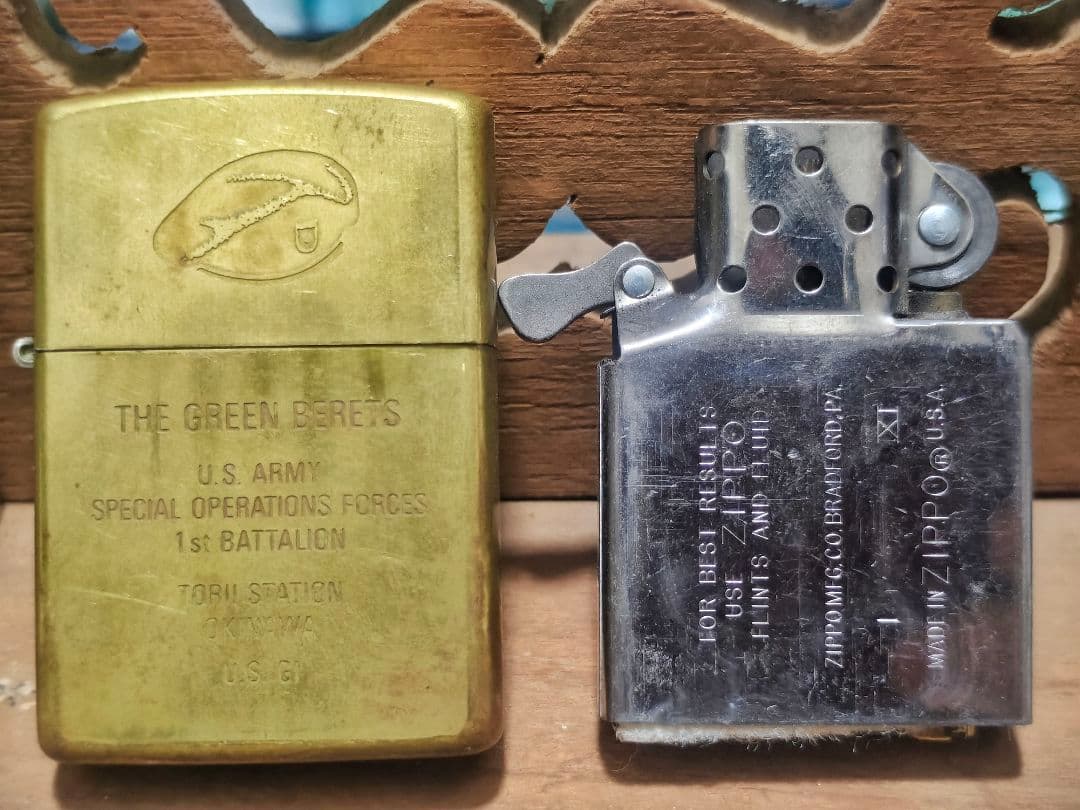 THE GREEN BERETS
U.S. ARMY
SPECIAL OPERATIONS FORCES
1st BATTALION
TORII STATION
OKINAWA
U.S. GI
FOR BEST RESULTS
USE ZIPPO
FLINTS AND FLUID
ZIPPO MFG.CO.BRADFORD,PA
I XI
MADE IN ZIPPO® U.S.A.